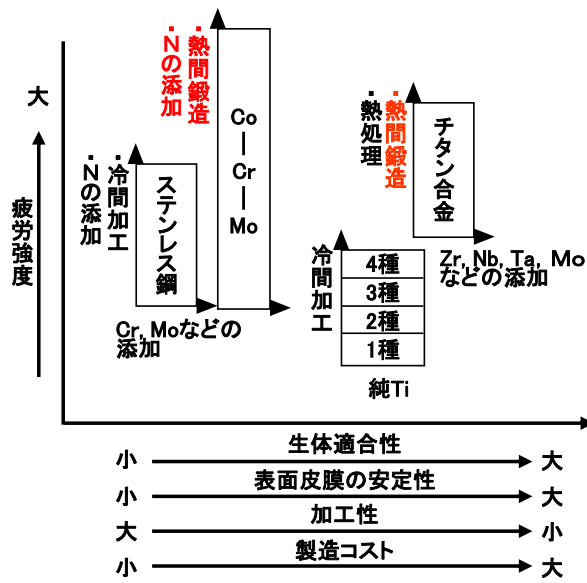 大
疲労強度
・熱間鍛造
・Nの添加
・冷間加工
・Nの添加
ステンレス鋼
Co
Cr
Mo
Cr, Moなどの
添加
冷間加工
4種
3種
2種
1種
純Ti
・熱間鍛造
・熱処理
チタン合金
Zr, Nb, Ta, Mo
などの添加
小 生体適合性 大
小 表面皮膜の安定性 大
大 加工性 小
小 製造コスト 大